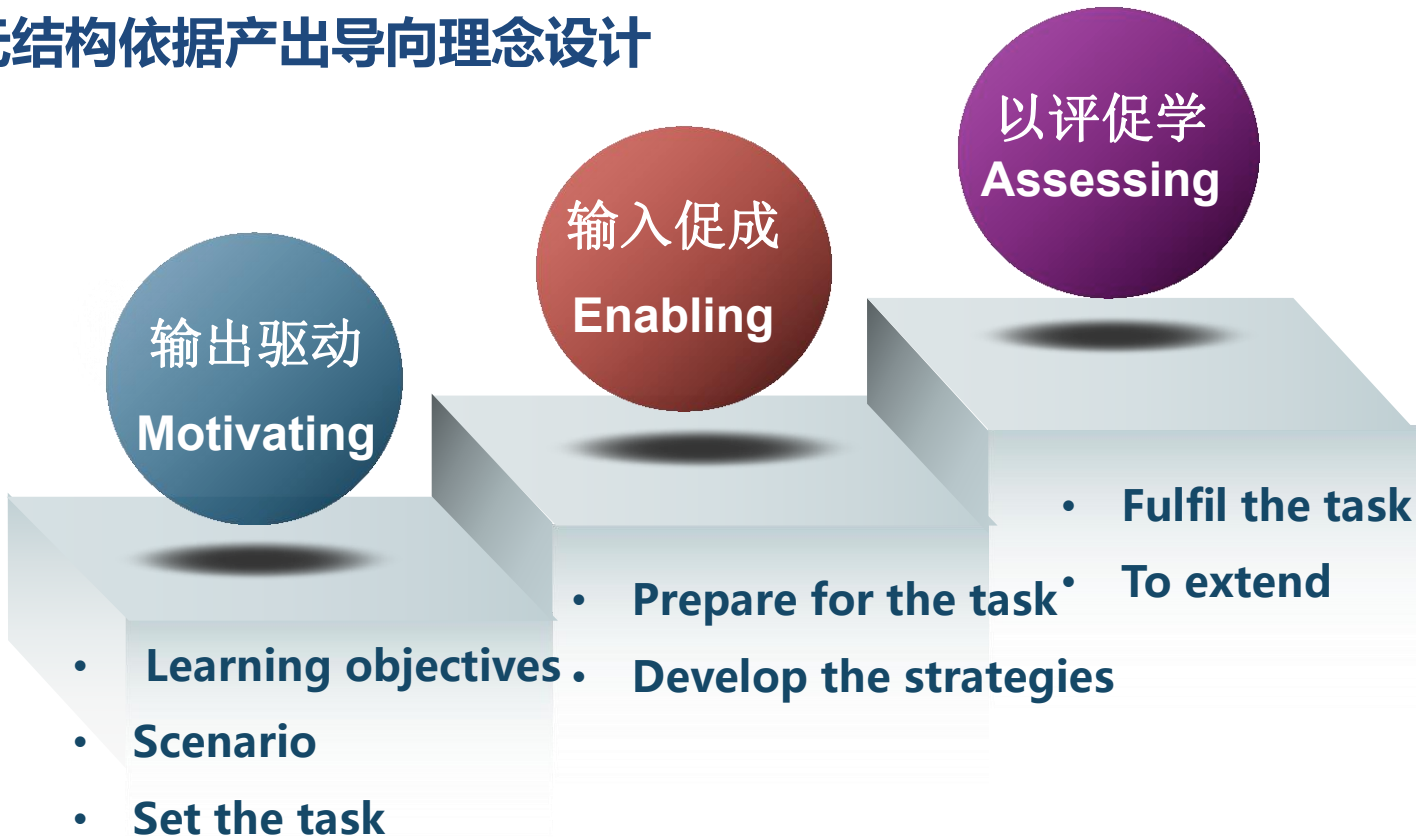 元结构依据产出导向理念设计
输出驱动
Motivating
• Learning objectives
• Scenario
• Set the task
输入促成
Enabling
• Prepare for the task
• Develop the strategies
以评促学
Assessing
• Fulfil the task
• To extend